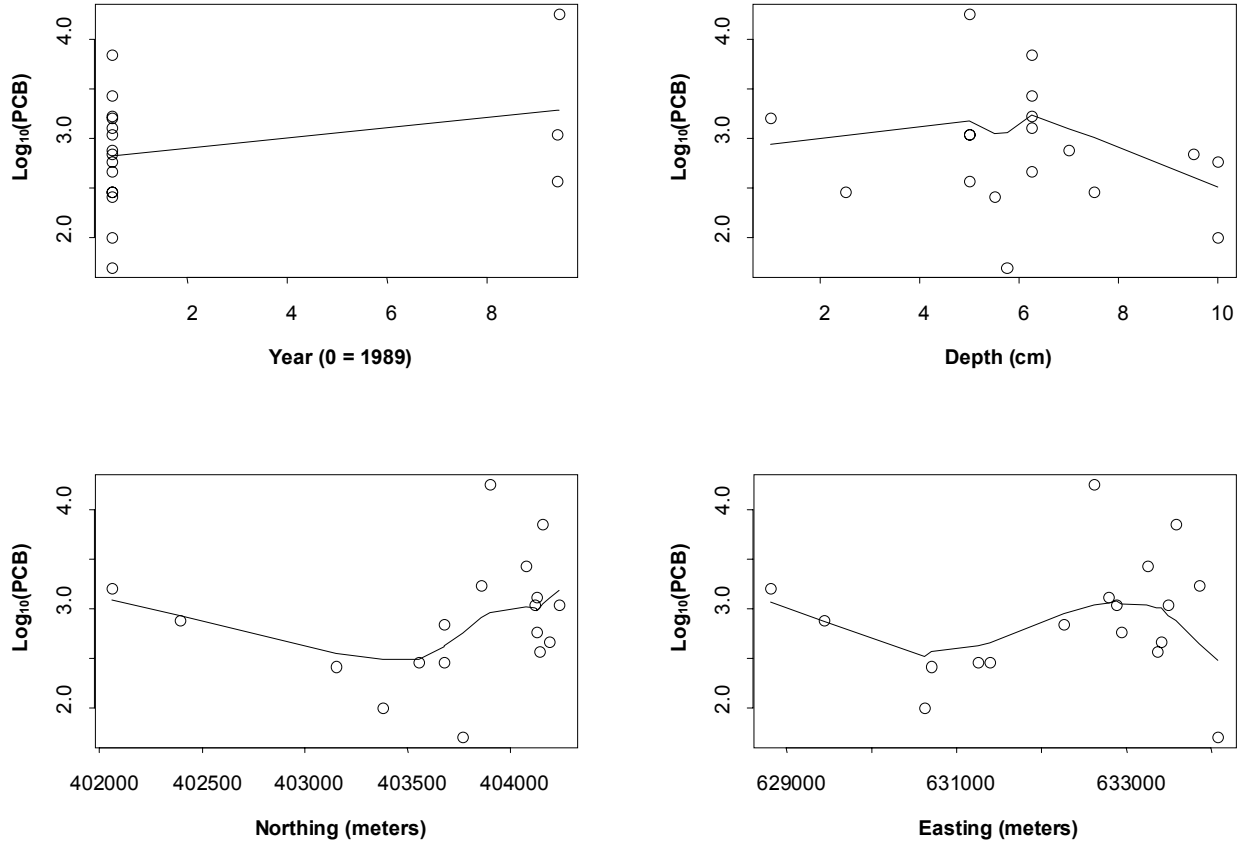 Log₁₀(PCB)
4.0
3.0
2.0
2 4 6 8
Year (0 = 1989)
Log₁₀(PCB)
4.0
3.0
2.0
2 4 6 8 10
Depth (cm)
Log₁₀(PCB)
4.0
3.0
2.0
402000 402500 403000 403500 404000
Northing (meters)
Log₁₀(PCB)
4.0
3.0
2.0
629000 631000 633000
Easting (meters)